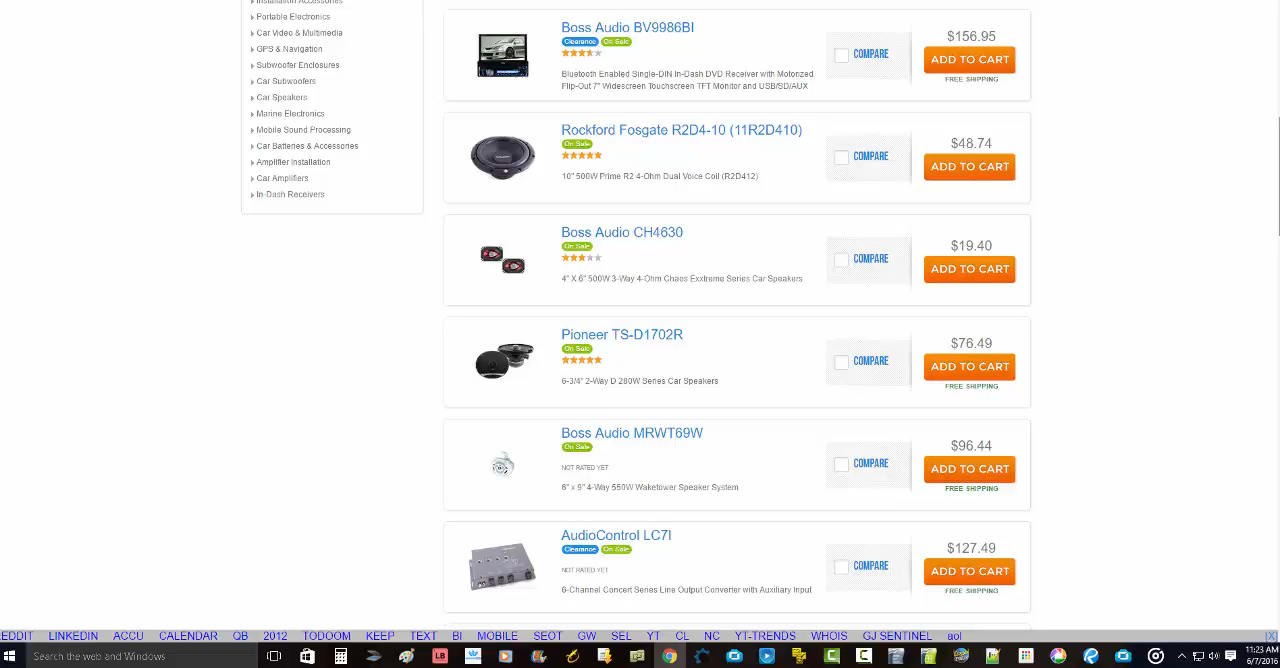 Installation Accessories
Portable Electronics
Car Video & Multimedia
GPS & Navigation
Subwoofer Enclosures
Car Subwoofers
Car Speakers
Marine Electronics
Mobile Sound Processing
Car Batteries & Accessories
Amplifier Installation
Car Amplifiers
In-Dash Receivers
Boss Audio BV9986BI
Clearance On Sale
Bluetooth Enabled Single-DIN In-Dash DVD Receiver with Motorized
Flip-Out 7" Widescreen Touchscreen TFT Monitor and USB/SD/AUX
COMPARE
$156.95
ADD TO CART
FREE SHIPPING
Rockford Fosgate R2D4-10 (11R2D410)
On Sale
10" 500W Prime R2 4-Ohm Dual Voice Coil (R2D412)
COMPARE
$48.74
ADD TO CART
Boss Audio CH4630
On Sale
4" X 6" 500W 3-Way 4-Ohm Chaos Exxtreme Series Car Speakers
COMPARE
$19.40
ADD TO CART
Pioneer TS-D1702R
On Sale
6-3/4" 2-Way D 280W Series Car Speakers
COMPARE
$76.49
ADD TO CART
FREE SHIPPING
Boss Audio MRWT69W
On Sale
NOT RATED YET
6" x 9" 4-Way 550W Waketower Speaker System
COMPARE
$96.44
ADD TO CART
FREE SHIPPING
AudioControl LC7I
Clearance On Sale
NOT RATED YET
6-Channel Concert Series Line Output Converter with Auxiliary Input
COMPARE
$127.49
ADD TO CART
FREE SHIPPING
EDDIT LINKEDIN ACCU CALENDAR QB 2012 TODOOM KEEP TEXT BI MOBILE SEOT GW SEL YT CL NC YT-TRENDS WHOIS GJ SENTINEL aol [X]
Search the web and Windows
LB
11:23 AM
6/7/2016